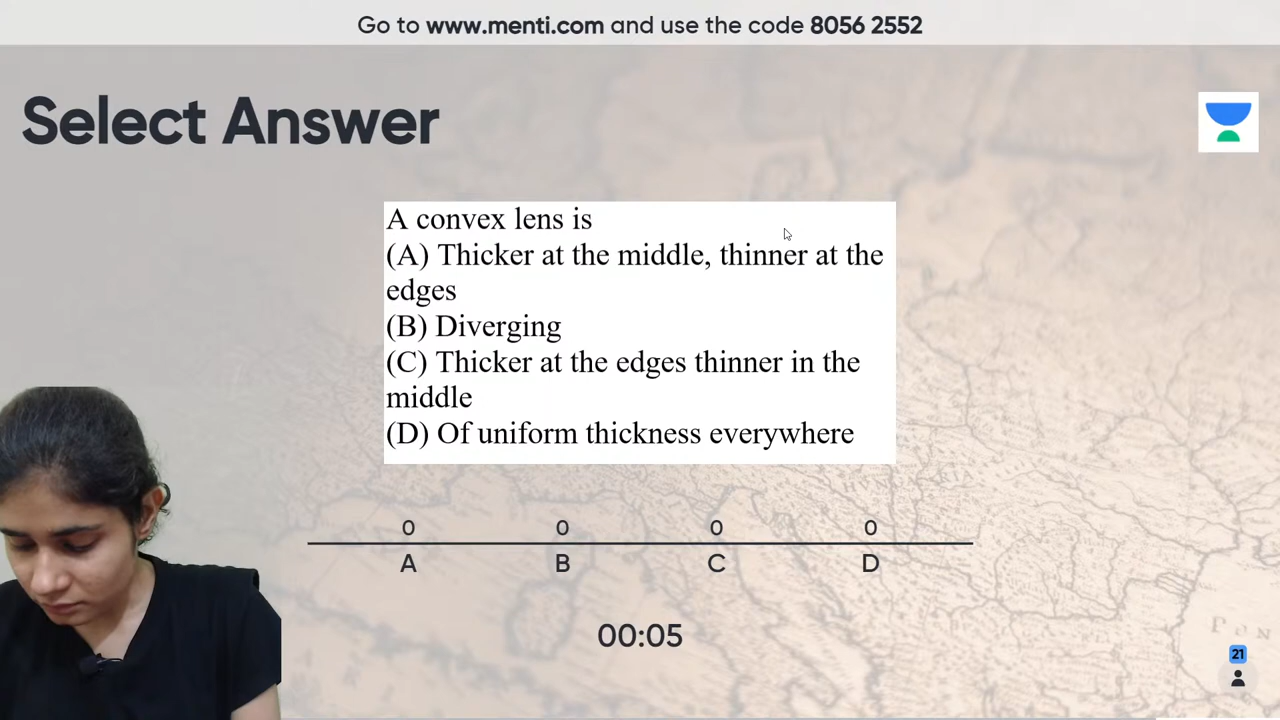 Go to www.menti.com and use the code 8056 2552
Select Answer
A convex lens is
(A) Thicker at the middle, thinner at the
edges
(B) Diverging
(C) Thicker at the edges thinner in the
middle
(D) Of uniform thickness everywhere
0 0 0 0
A B C D
00:05
21